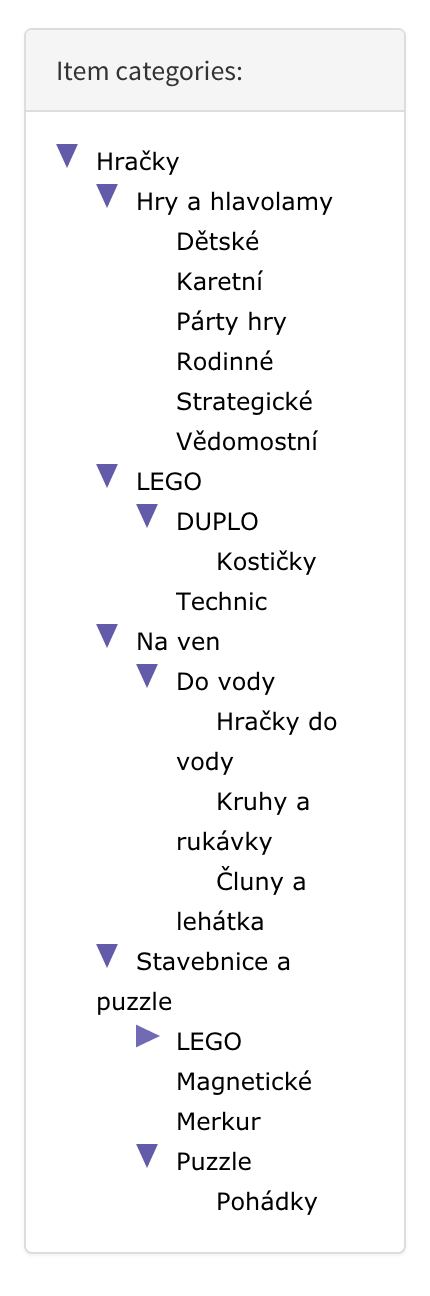 Item categories:
Hračky
Hry a hlavolamy
Dětské
Karetní
Párty hry
Rodinné
Strategické
Vědomostní
LEGO
DUPLO
Kostičky
Technic
Na ven
Do vody
Hračky do
vody
Kruhy a
rukávky
Čluny a
lehátka
Stavebnice a
puzzle
LEGO
Magnetické
Merkur
Puzzle
Pohádky